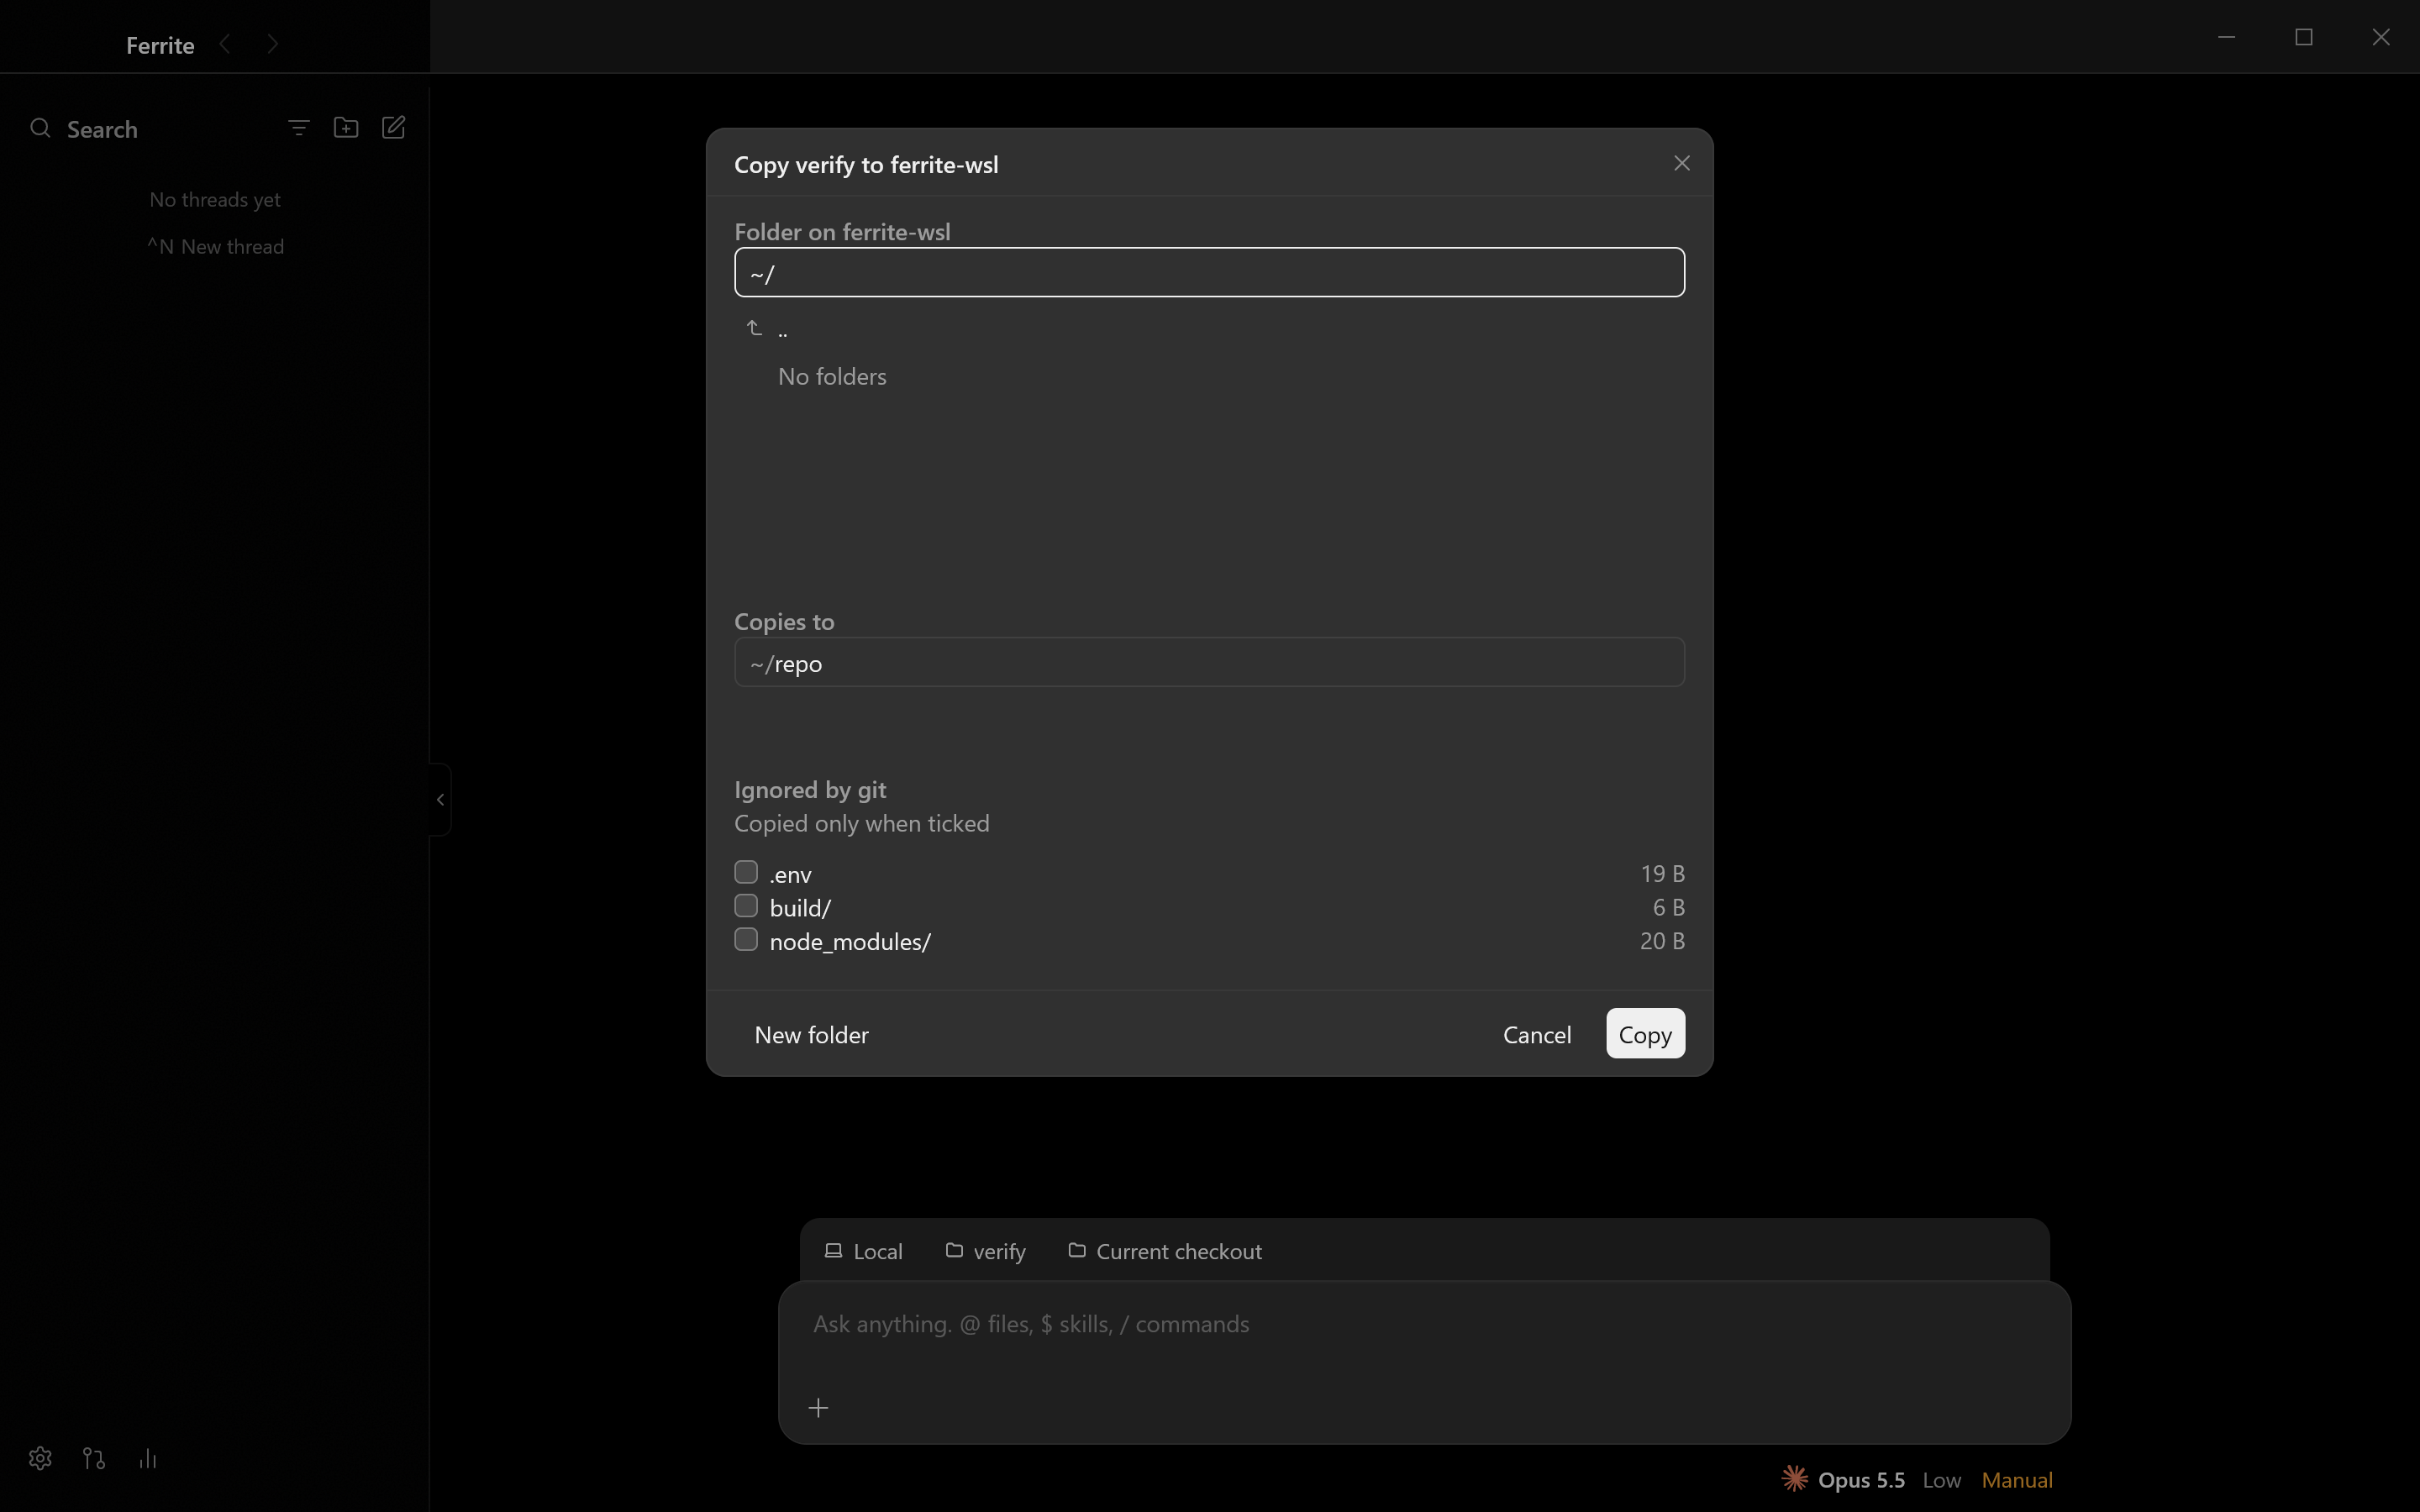 Ferrite
Search
No threads yet
^N New thread
Copy verify to ferrite-wsl
Folder on ferrite-wsl
~/
..
No folders
Copies to
~/repo
Ignored by git
Copied only when ticked
.env 19 B
build/ 6 B
node_modules/ 20 B
New folder Cancel Copy
Local verify Current checkout
Ask anything. @ files, $ skills, / commands
Opus 5.5 Low Manual